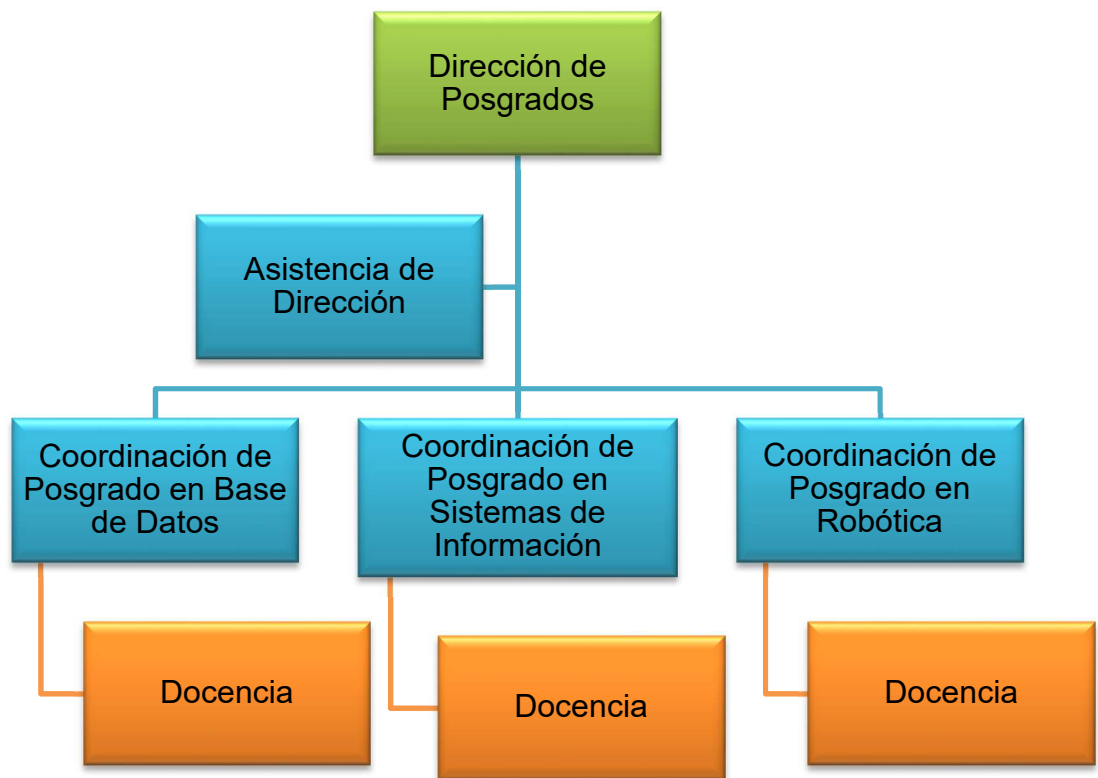 Dirección de
Posgrados
Asistencia de
Dirección
Coordinación de
Posgrado en Base
de Datos
Coordinación de
Posgrado en
Sistemas de
Información
Coordinación de
Posgrado en
Robótica
Docencia
Docencia
Docencia